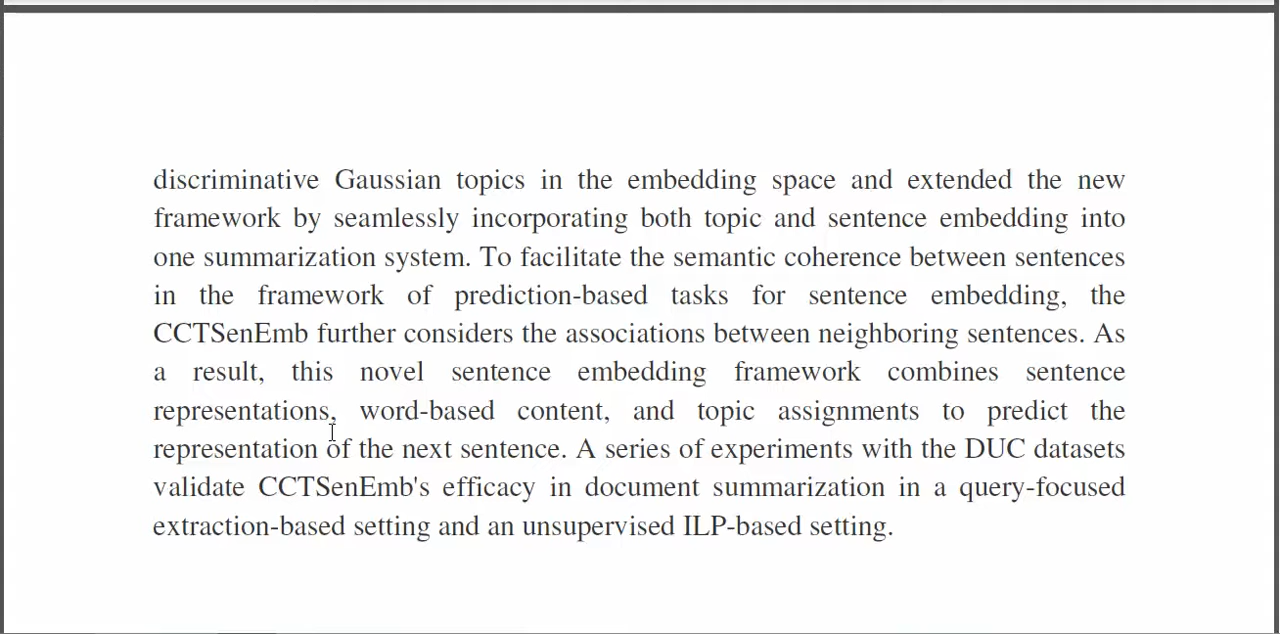 discriminative Gaussian topics in the embedding space and extended the new
framework by seamlessly incorporating both topic and sentence embedding into
one summarization system. To facilitate the semantic coherence between sentences
in the framework of prediction-based tasks for sentence embedding, the
CCTSenEmb further considers the associations between neighboring sentences. As
a result, this novel sentence embedding framework combines sentence
representations, word-based content, and topic assignments to predict the
representation of the next sentence. A series of experiments with the DUC datasets
validate CCTSenEmb's efficacy in document summarization in a query-focused
extraction-based setting and an unsupervised ILP-based setting.